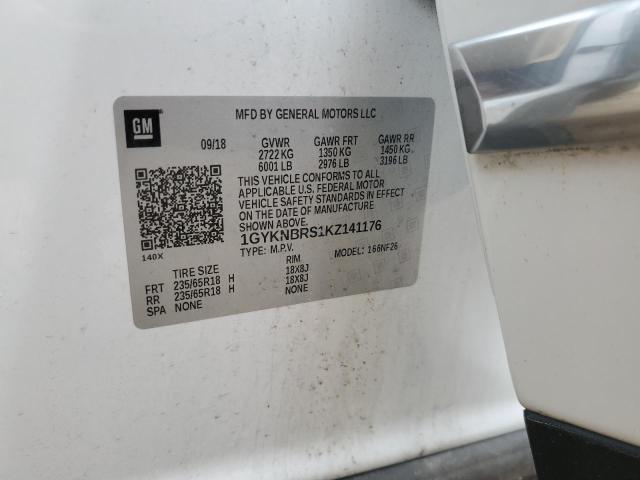 GM
MFD BY GENERAL MOTORS LLC
09/18 GVWR GAWR FRT GAWR RR
2722 KG 1350 KG 1450 KG
6001 LB 2976 LB 3196 LB
THIS VEHICLE CONFORMS TO ALL
APPLICABLE U.S. FEDERAL MOTOR
VEHICLE SAFETY STANDARDS IN EFFECT
ON THE DATE OF MANUFACTURE
SHOWN ABOVE.
1GYKNBRS1KZ141176
140X TYPE: M.P.V. MODEL: 166NF26
TIRE SIZE RIM
FRT 235/65R18 H 18X8J
RR 235/65R18 H 18X8J
SPA NONE NONE